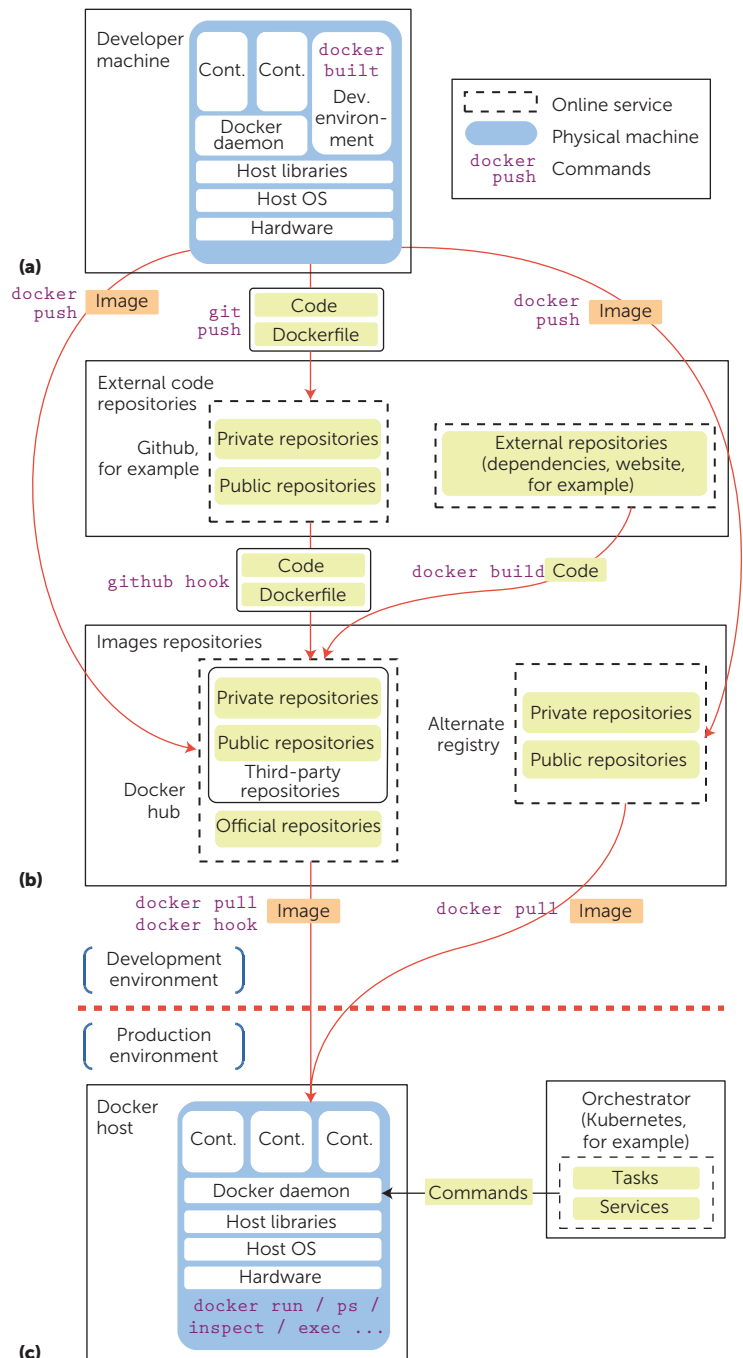 Developer
machine
Cont.
Cont.
docker
built
Dev.
environ-
ment
Docker
daemon
Host libraries
Host OS
Hardware
Online service
Physical machine
docker
push
Commands
(a)
docker
push
Image
git
push
Code
Dockerfile
docker
push
Image
External code
repositories
Github,
for example
Private repositories
Public repositories
External repositories
(dependencies, website,
for example)
github hook
Code
Dockerfile
docker build
Code
Images repositories
Private repositories
Public repositories
Third-party
repositories
Docker
hub
Official repositories
Alternate
registry
Private repositories
Public repositories
(b)
docker pull
docker hook
Image
docker pull
Image
Development
environment
Production
environment
Docker
host
Cont.
Cont.
Cont.
Docker daemon
Host libraries
Host OS
Hardware
docker run / ps /
inspect / exec ...
Commands
Orchestrator
(Kubernetes,
for example)
Tasks
Services
(c)